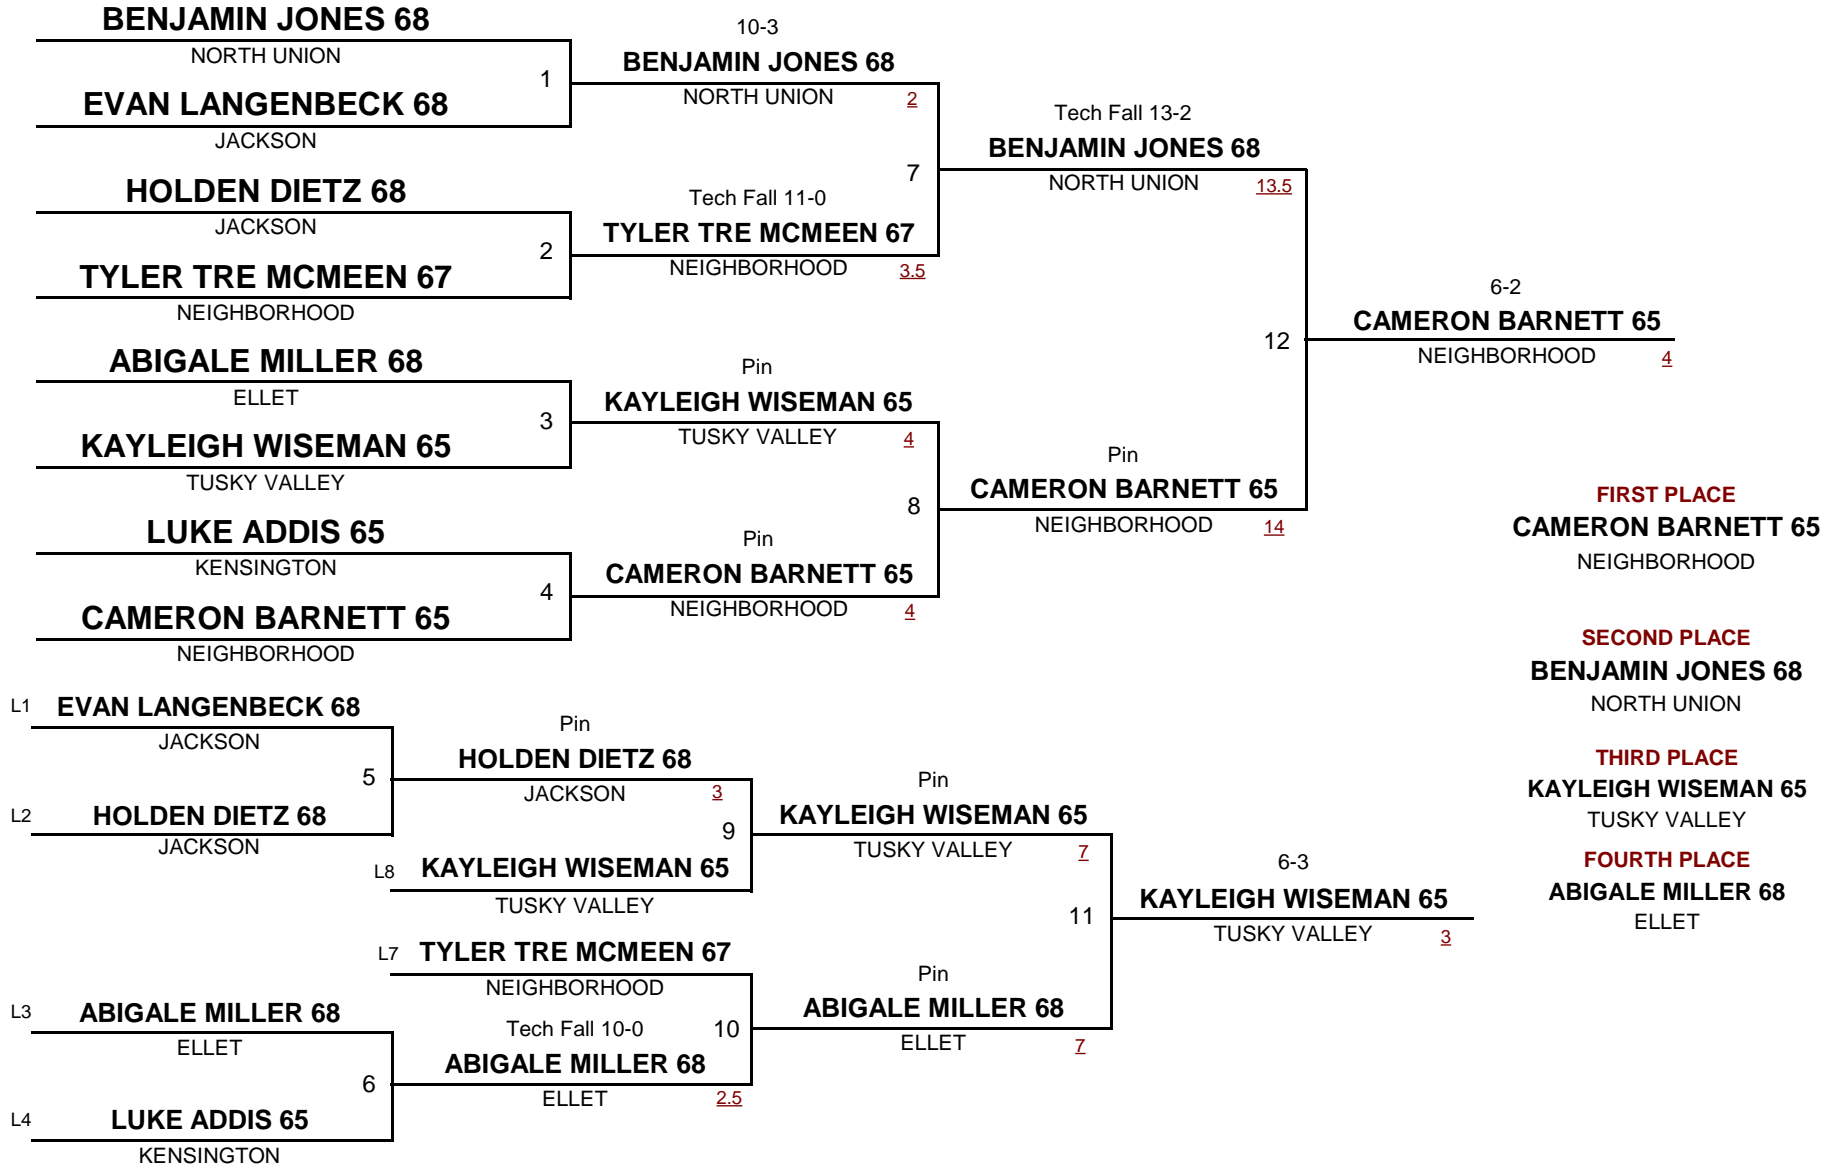 BENJAMIN JONES 68
NORTH UNION
1
EVAN LANGENBECK 68
JACKSON
HOLDEN DIETZ 68
JACKSON
2
TYLER TRE MCMEEN 67
NEIGHBORHOOD
ABIGALE MILLER 68
ELLET
3
KAYLEIGH WISEMAN 65
TUSKY VALLEY
LUKE ADDIS 65
KENSINGTON
4
CAMERON BARNETT 65
NEIGHBORHOOD
10-3
BENJAMIN JONES 68
NORTH UNION 2
7
Tech Fall 11-0
TYLER TRE MCMEEN 67
NEIGHBORHOOD 3.5
Pin
KAYLEIGH WISEMAN 65
TUSKY VALLEY 4
8
Pin
CAMERON BARNETT 65
NEIGHBORHOOD 4
Tech Fall 13-2
BENJAMIN JONES 68
NORTH UNION 13.5
12
Pin
CAMERON BARNETT 65
NEIGHBORHOOD 14
6-2
CAMERON BARNETT 65
NEIGHBORHOOD 4
FIRST PLACE
CAMERON BARNETT 65
NEIGHBORHOOD
SECOND PLACE
BENJAMIN JONES 68
NORTH UNION
THIRD PLACE
KAYLEIGH WISEMAN 65
TUSKY VALLEY
FOURTH PLACE
ABIGALE MILLER 68
ELLET
L1 EVAN LANGENBECK 68
JACKSON
5
L2 HOLDEN DIETZ 68
JACKSON
L3 ABIGALE MILLER 68
ELLET
6
L4 LUKE ADDIS 65
KENSINGTON
Pin
HOLDEN DIETZ 68
JACKSON 3
9
L8 KAYLEIGH WISEMAN 65
TUSKY VALLEY
L7 TYLER TRE MCMEEN 67
NEIGHBORHOOD
Tech Fall 10-0 10
ABIGALE MILLER 68
ELLET 2.5
Pin
KAYLEIGH WISEMAN 65
TUSKY VALLEY 7
11
Pin
ABIGALE MILLER 68
ELLET 7
6-3
KAYLEIGH WISEMAN 65
TUSKY VALLEY 3